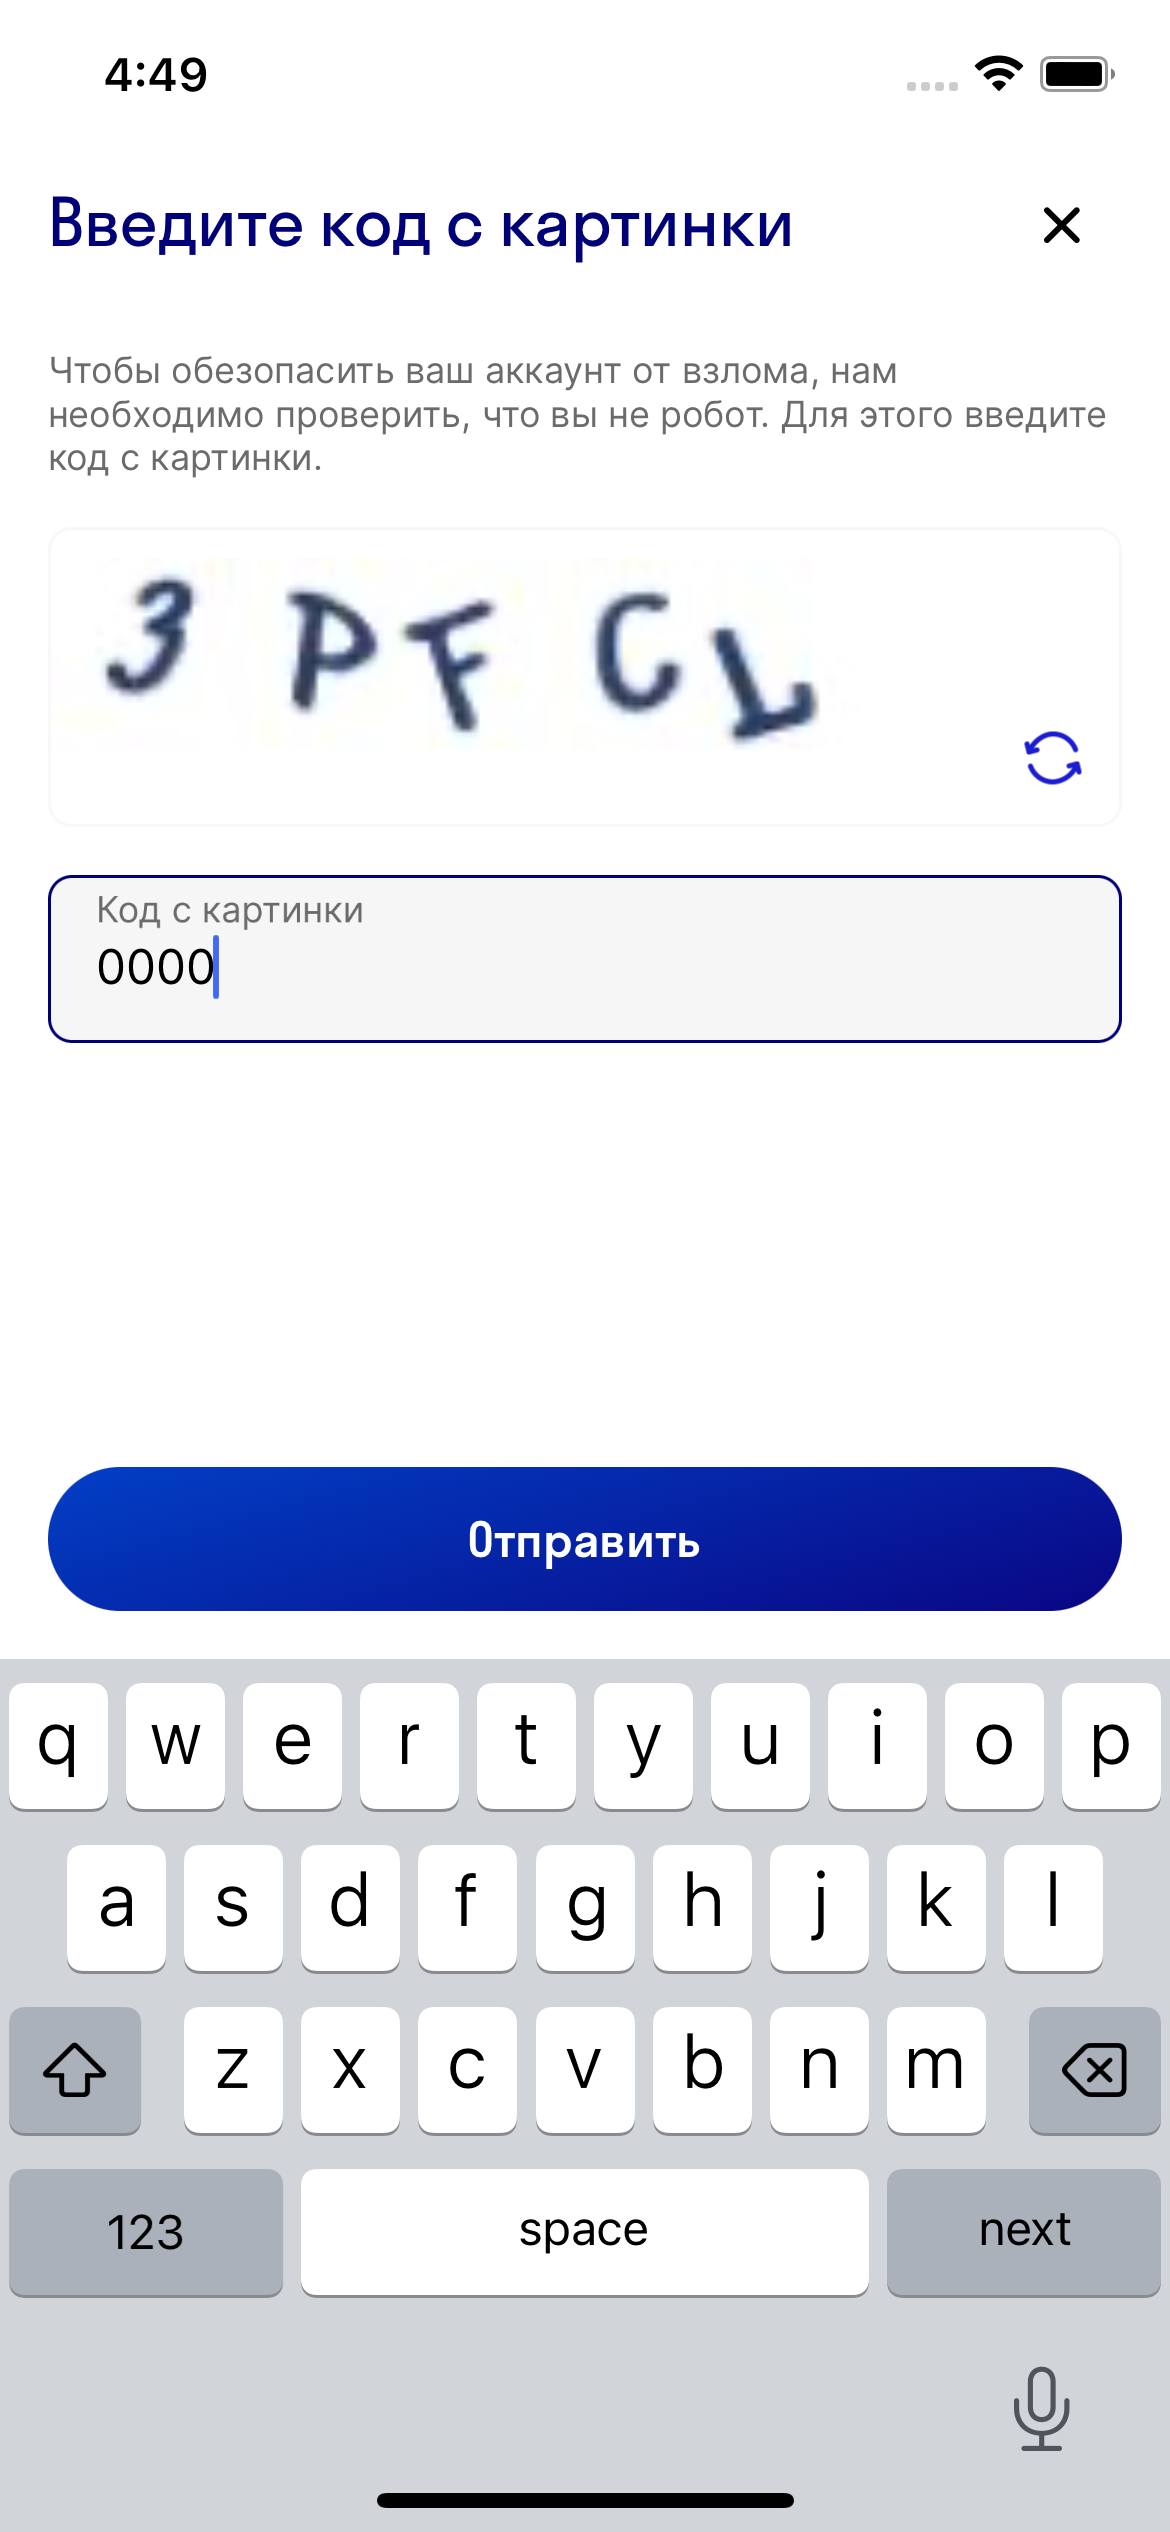 4:49
Введите код с картинки
Чтобы обезопасить ваш аккаунт от взлома, нам
необходимо проверить, что вы не робот. Для этого введите
код с картинки.
3 P F C L
Код с картинки
0000
Отправить
q w e r t y u i o p
a s d f g h j k l
z x c v b n m
123 space next